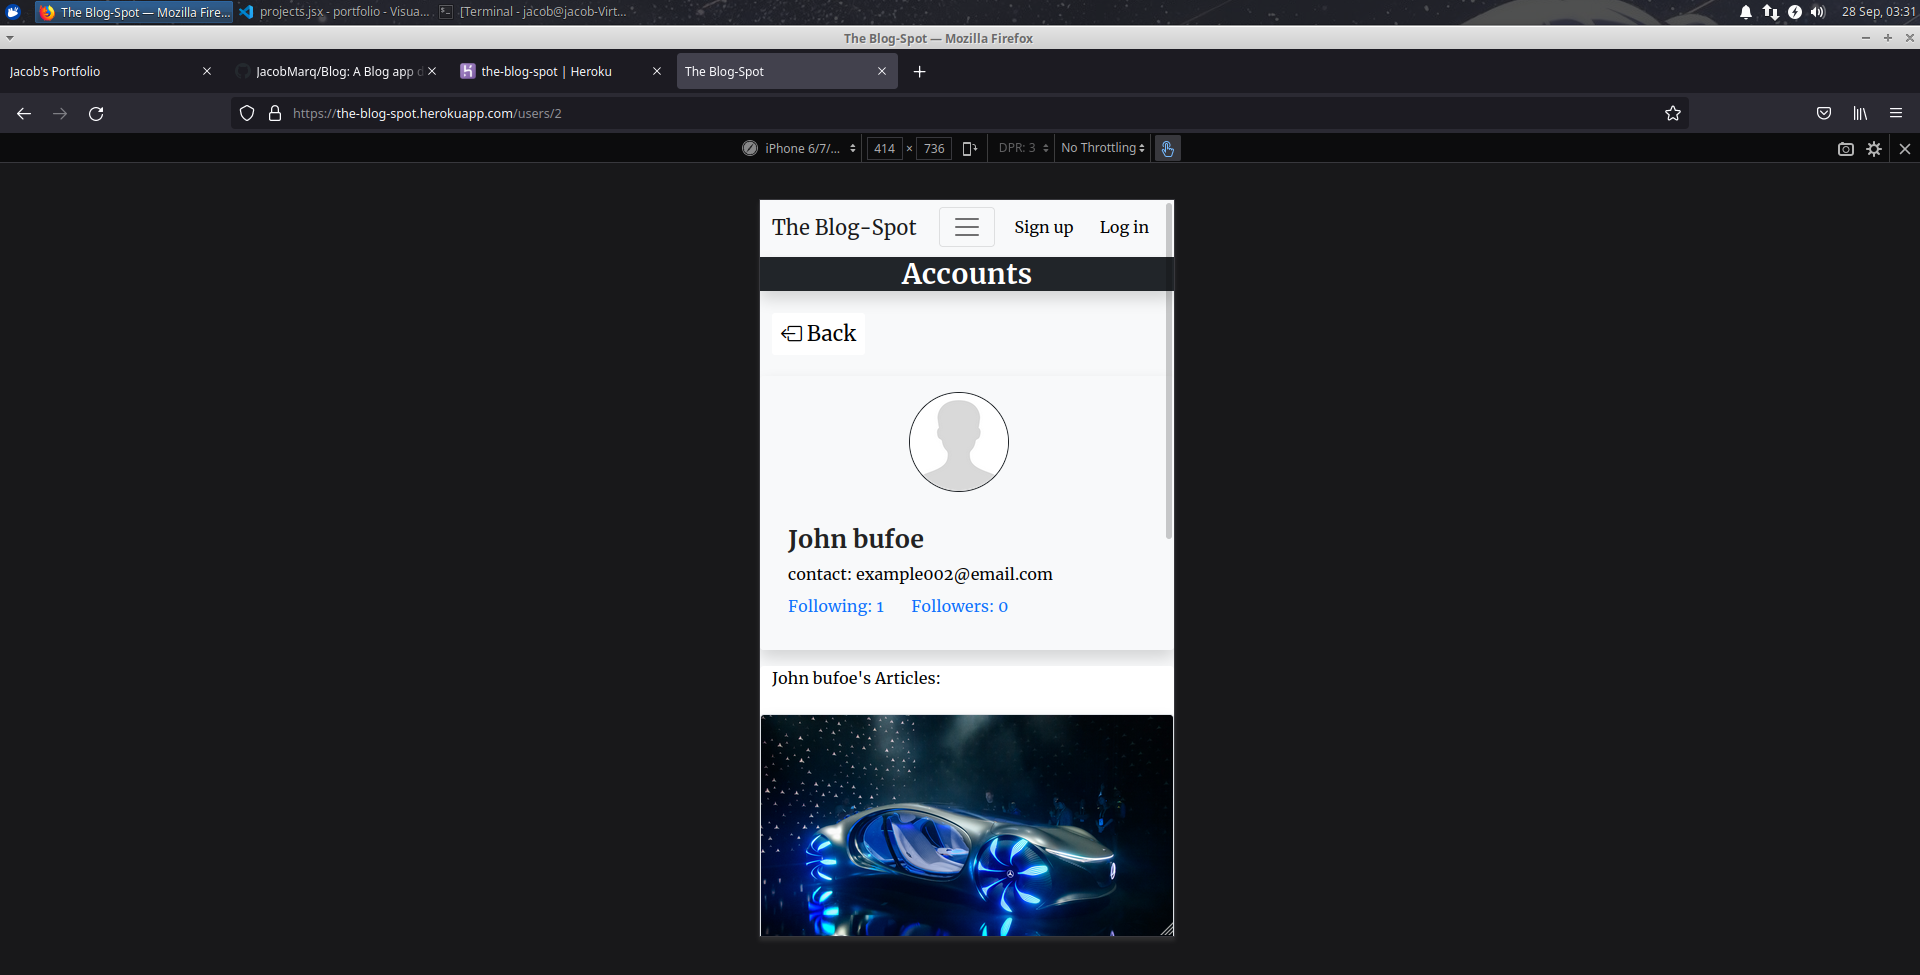 The Blog-Spot — Mozilla Fire...
projects.jsx - portfolio - Visua...
[Terminal - jacob@jacob-Virt...
28 Sep, 03:31
The Blog-Spot — Mozilla Firefox
Jacob's Portfolio
JacobMarq/Blog: A Blog app d
the-blog-spot | Heroku
The Blog-Spot
https://the-blog-spot.herokuapp.com/users/2
iPhone 6/7/... 414 × 736 DPR: 3 No Throttling
The Blog-Spot Sign up Log in
Accounts
Back
John bufoe
contact: example002@email.com
Following: 1 Followers: 0
John bufoe's Articles: